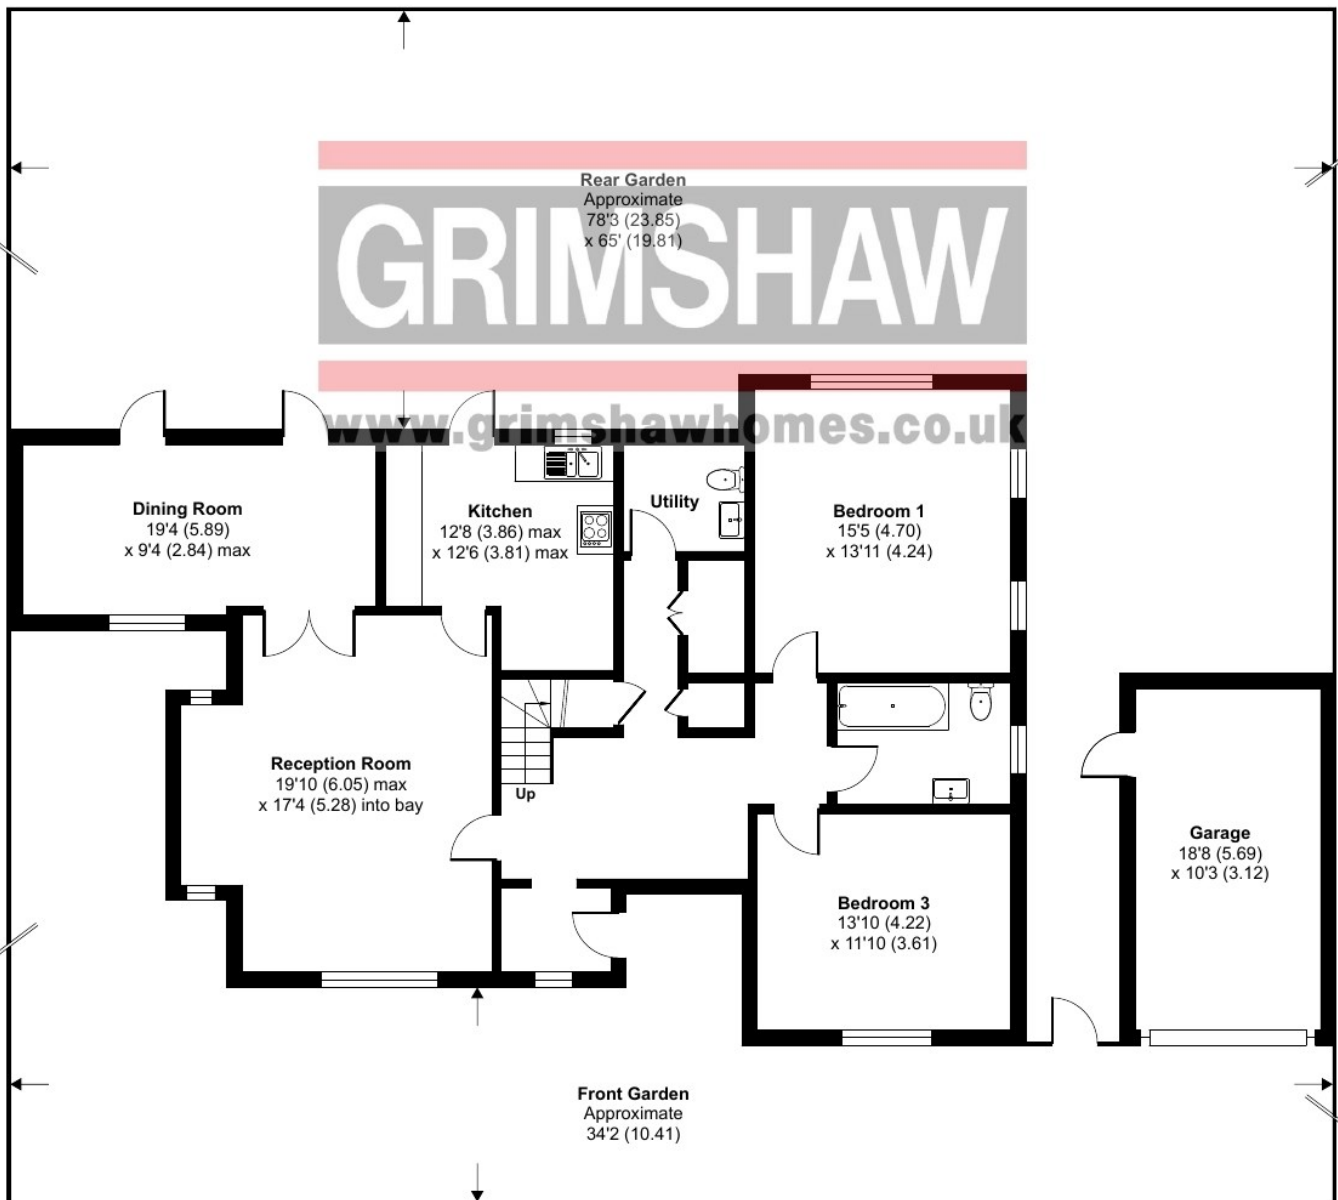 Rear Garden
Approximate
78'3 (23.85)
x 65' (19.81)
GRIMSHAW
www.grimshawhomes.co.uk
Dining Room
19'4 (5.89)
x 9'4 (2.84) max
Kitchen
12'8 (3.86) max
x 12'6 (3.81) max
Utility
Bedroom 1
15'5 (4.70)
x 13'11 (4.24)
Reception Room
19'10 (6.05) max
x 17'4 (5.28) into bay
Up
Garage
18'8 (5.69)
x 10'3 (3.12)
Bedroom 3
13'10 (4.22)
x 11'10 (3.61)
Front Garden
Approximate
34'2 (10.41)